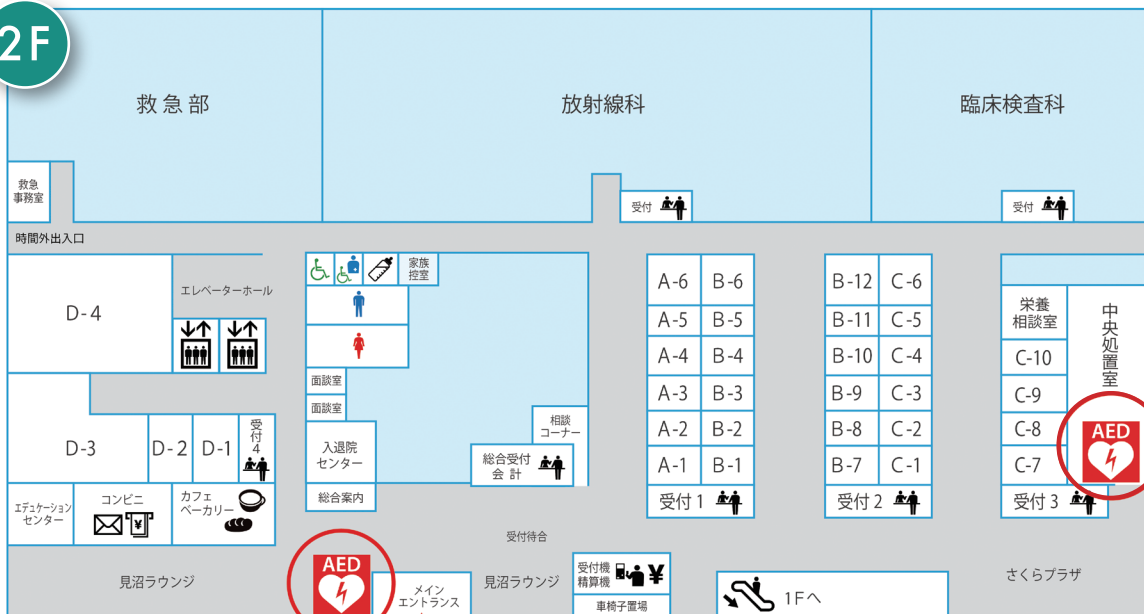 2F
救急部
放射線科
臨床検査科
救急
事務室
受付
受付
時間外出入口
D-4
エレベーターホール
家族
控室
面談室
面談室
入退院
センター
総合案内
相談
コーナー
総合受付
会計
A-6
B-6
A-5
B-5
A-4
B-4
A-3
B-3
A-2
B-2
A-1
B-1
受付1
B-12
C-6
B-11
C-5
B-10
C-4
B-9
C-3
B-8
C-2
B-7
C-1
受付2
栄養
相談室
C-10
C-9
C-8
C-7
受付3
中央処置室
AED
D-3
D-2
D-1
受付4
エデュケーション
センター
コンビニ
¥
カフェ
ベーカリー
受付待合
見沼ラウンジ
AED
メイン
エントランス
見沼ラウンジ
受付機
精算機
¥
車椅子置場
1Fへ
さくらプラザ